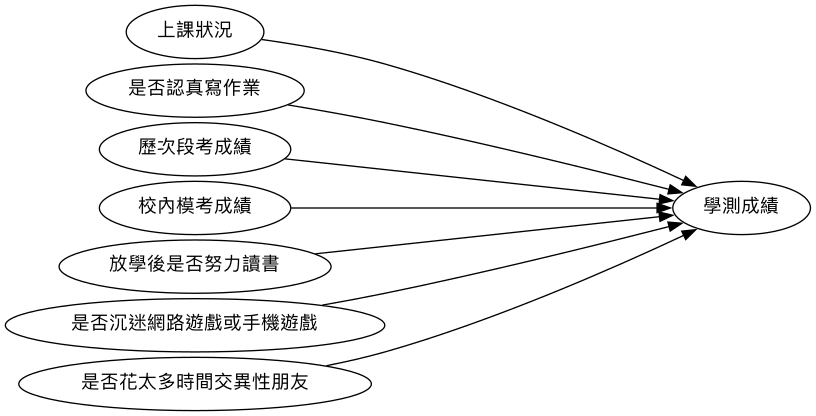 上課狀況
是否認真寫作業
歷次段考成績
校內模考成績
學測成績
放學後是否努力讀書
是否沉迷網路遊戲或手機遊戲
是否花太多時間交異性朋友